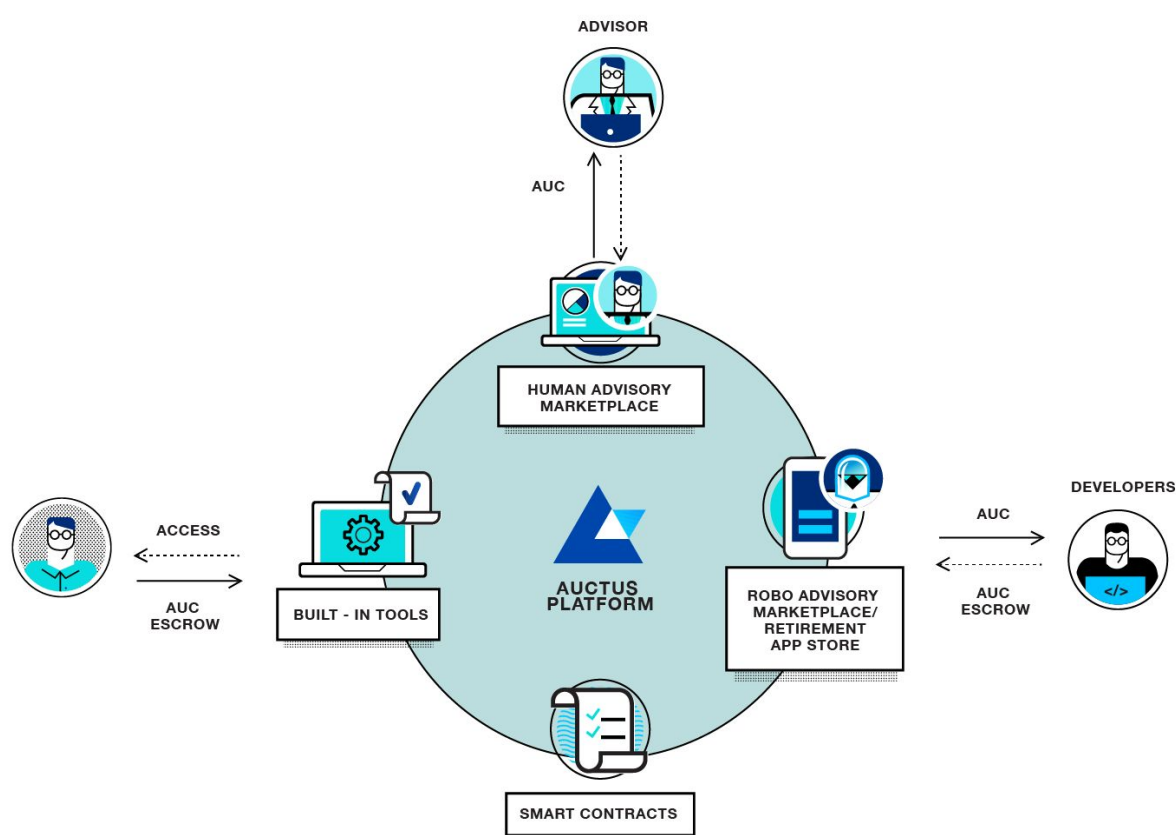 ADVISOR
AUC
HUMAN ADVISORY
MARKETPLACE
DEVELOPERS
ACCESS
AUC
AUC
ESCROW
BUILT - IN TOOLS
AUCTUS
PLATFORM
ROBO ADVISORY
MARKETPLACE/
RETIREMENT
APP STORE
AUC
ESCROW
</>
SMART CONTRACTS